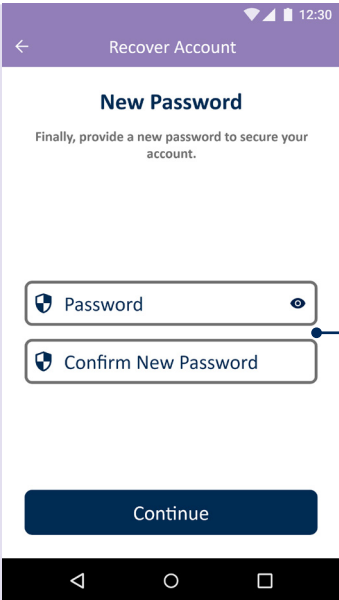 12:30
Recover Account
New Password
Finally, provide a new password to secure your
account.
Password
Confirm New Password
Continue